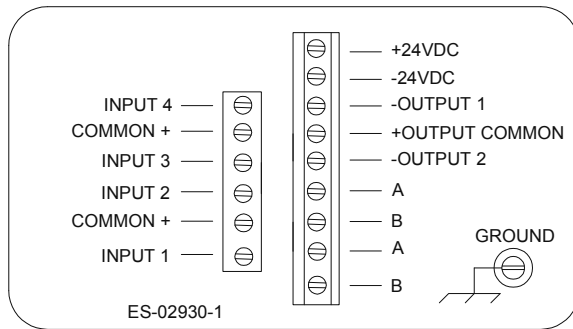 INPUT 4
COMMON +
INPUT 3
INPUT 2
COMMON +
INPUT 1
+24VDC
-24VDC
-OUTPUT 1
+OUTPUT COMMON
-OUTPUT 2
A
B
A
B
GROUND
ES-02930-1